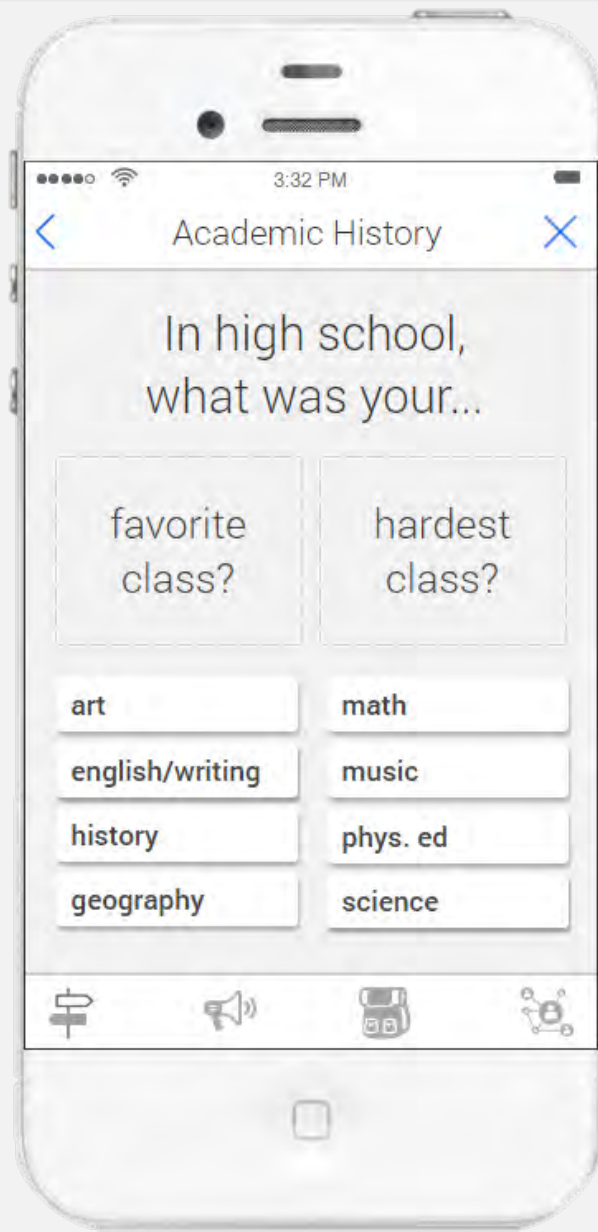 3:32 PM
Academic History
In high school,
what was your...
favorite
class?
hardest
class?
art
math
english/writing
music
history
phys. ed
geography
science